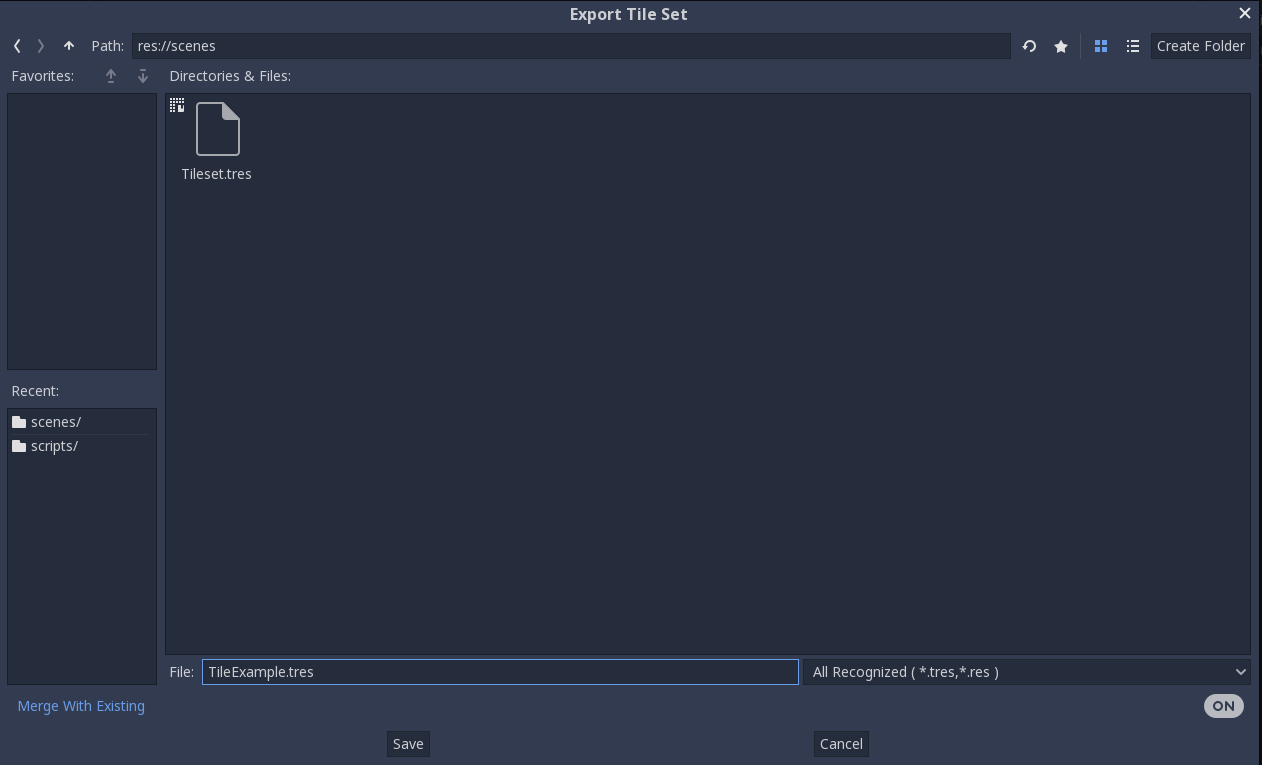 Export Tile Set
Path: res://scenes Create Folder
Favorites: Directories & Files:
Tileset.tres
Recent:
scenes/
scripts/
File: TileExample.tres All Recognized ( *.tres,*.res )
Merge With Existing ON
Save Cancel